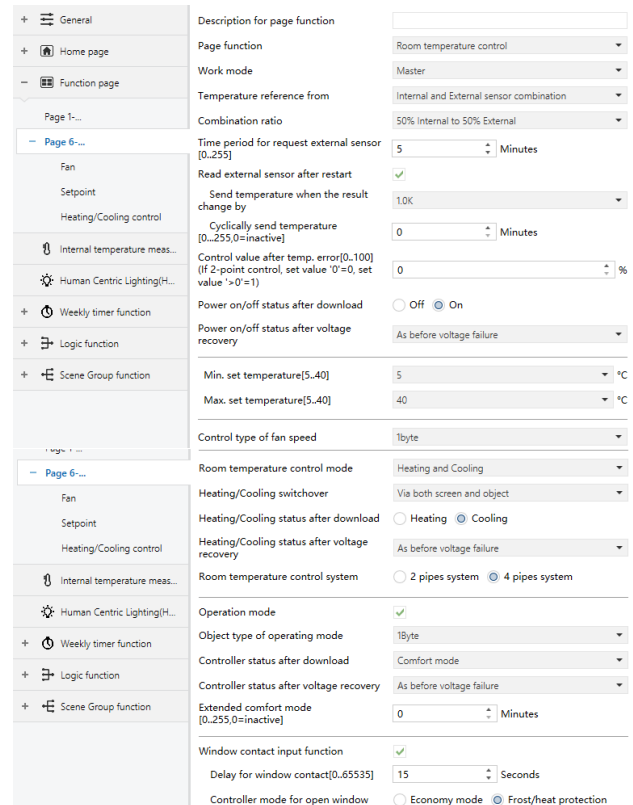 General
Home page
Function page
Page 1-...
Page 6-...
Fan
Setpoint
Heating/Cooling control
Internal temperature meas...
Human Centric Lighting(H...
Weekly timer function
Logic function
Scene Group function
Description for page function
Page function Room temperature control
Work mode Master
Temperature reference from Internal and External sensor combination
Combination ratio 50% Internal to 50% External
Time period for request external sensor
[0..255] 5 Minutes
Read external sensor after restart
Send temperature when the result
change by 1.0K
Cyclically send temperature
[0...255,0=inactive] 0 Minutes
Control value after temp. error[0..100]
(If 2-point control, set value '0'=0, set
value '>0'=1) 0 %
Power on/off status after download Off On
Power on/off status after voltage
recovery As before voltage failure
Min. set temperature[5..40] 5 °C
Max. set temperature[5..40] 40 °C
Control type of fan speed 1byte
Page 6-...
Fan
Setpoint
Heating/Cooling control
Internal temperature meas...
Human Centric Lighting(H...
Weekly timer function
Logic function
Scene Group function
Room temperature control mode Heating and Cooling
Heating/Cooling switchover Via both screen and object
Heating/Cooling status after download Heating Cooling
Heating/Cooling status after voltage
recovery As before voltage failure
Room temperature control system 2 pipes system 4 pipes system
Operation mode
Object type of operating mode 1Byte
Controller status after download Comfort mode
Controller status after voltage recovery As before voltage failure
Extended comfort mode
[0..255,0=inactive] 0 Minutes
Window contact input function
Delay for window contact[0..65535] 15 Seconds
Controller mode for open window Economy mode Frost/heat protection